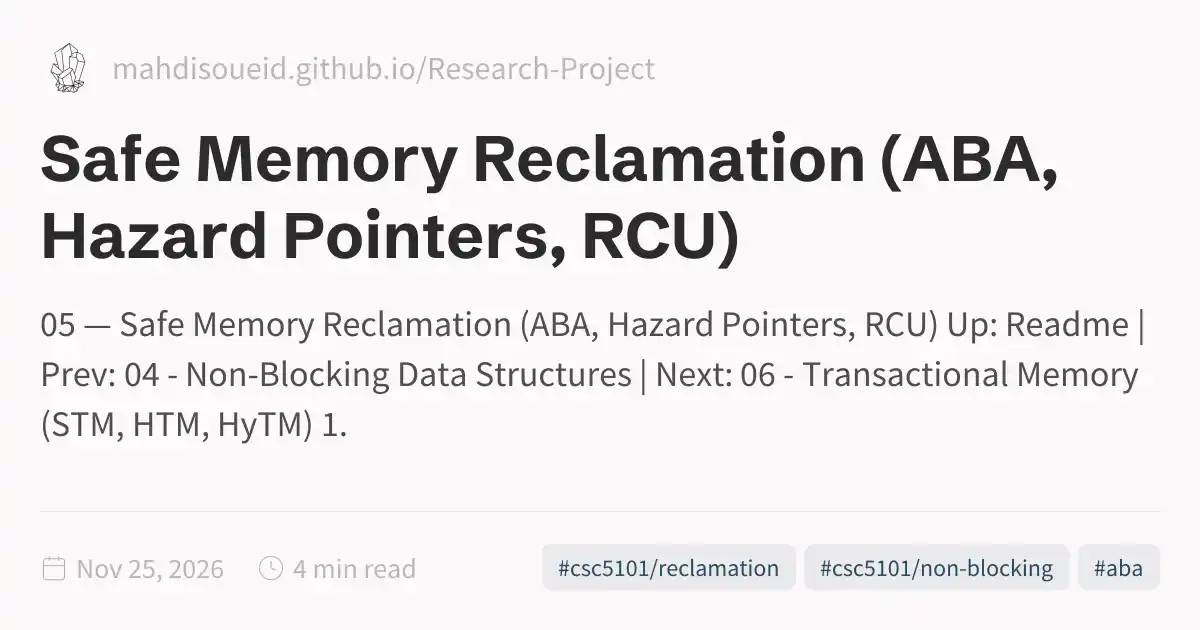 mahdisoueid.github.io/Research-Project
Safe Memory Reclamation (ABA,
Hazard Pointers, RCU)
05 — Safe Memory Reclamation (ABA, Hazard Pointers, RCU) Up: Readme |
Prev: 04 - Non-Blocking Data Structures | Next: 06 - Transactional Memory
(STM, HTM, HyTM) 1.
Nov 25, 2026 4 min read #csc5101/reclamation #csc5101/non-blocking #aba